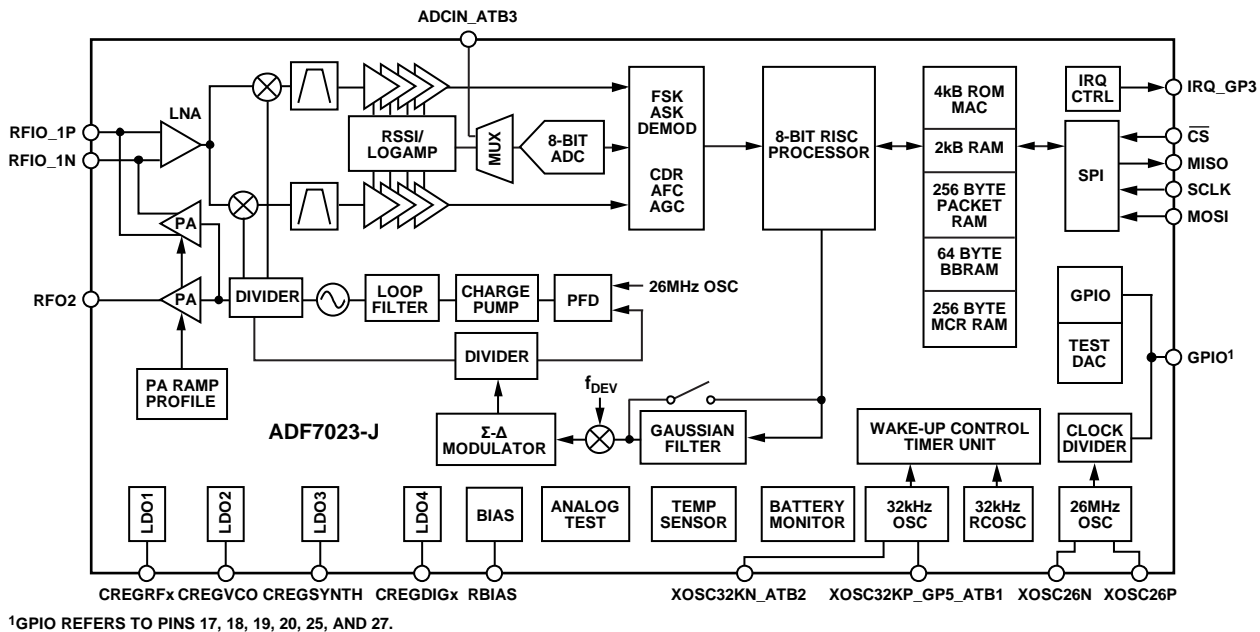 ADCIN_ATB3
RFIO_1P
RFIO_1N
LNA
RSSI/
LOGAMP
MUX
8-BIT
ADC
FSK
ASK
DEMOD
CDR
AFC
AGC
8-BIT RISC
PROCESSOR
4kB ROM
MAC
2kB RAM
256 BYTE
PACKET
RAM
64 BYTE
BBRAM
256 BYTE
MCR RAM
IRQ
CTRL
IRQ_GP3
SPI
C̅S̅
MISO
SCLK
MOSI
PA
RFO2
PA
DIVIDER
LOOP
FILTER
CHARGE
PUMP
PFD
26MHz OSC
GPIO
TEST
DAC
GPIO¹
DIVIDER
PA RAMP
PROFILE
fDEV
ADF7023-J
Σ-Δ
MODULATOR
GAUSSIAN
FILTER
WAKE-UP CONTROL
TIMER UNIT
CLOCK
DIVIDER
LDO1
LDO2
LDO3
LDO4
BIAS
ANALOG
TEST
TEMP
SENSOR
BATTERY
MONITOR
32kHz
OSC
32kHz
RCOSC
26MHz
OSC
CREGRFx
CREGVCO
CREGSYNTH
CREGDIGx
RBIAS
XOSC32KN_ATB2
XOSC32KP_GP5_ATB1
XOSC26N
XOSC26P
¹GPIO REFERS TO PINS 17, 18, 19, 20, 25, AND 27.